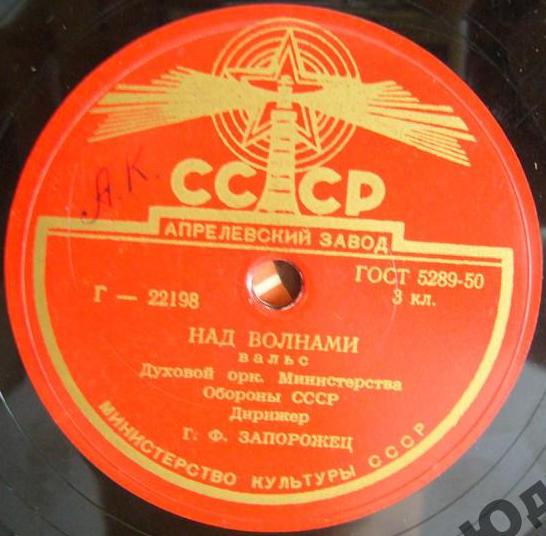 А.К.
СССР
АПРЕЛЕВСКИЙ ЗАВОД
ГОСТ 5289-50
Г — 22198
3 кл.
НАД ВОЛНАМИ
вальс
Духовой орк. Министерства
Обороны СССР
Дирижер
Г. Ф. ЗАПОРОЖЕЦ
МИНИСТЕРСТВО КУЛЬТУРЫ СССР